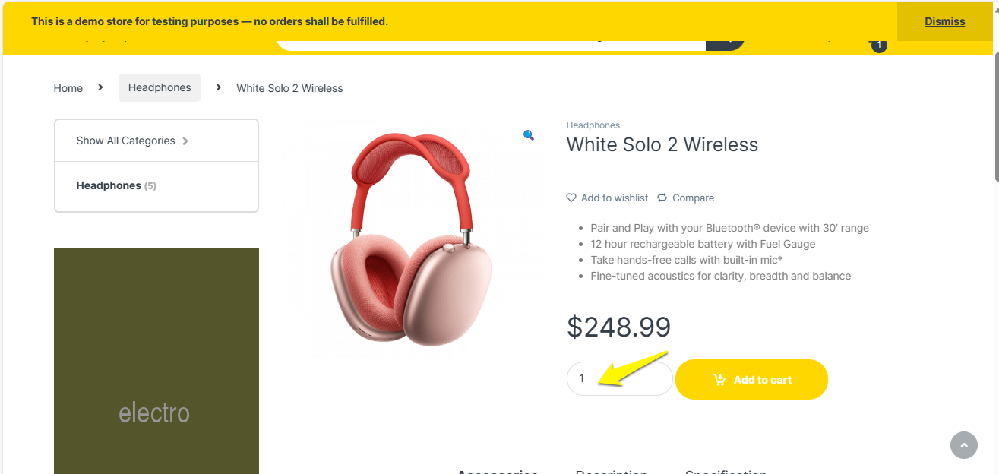 This is a demo store for testing purposes — no orders shall be fulfilled.
Dismiss
1
Home
Headphones
White Solo 2 Wireless
Show All Categories
Headphones (5)
electro
Headphones
White Solo 2 Wireless
Add to wishlist
Compare
Pair and Play with your Bluetooth® device with 30′ range
12 hour rechargeable battery with Fuel Gauge
Take hands-free calls with built-in mic*
Fine-tuned acoustics for clarity, breadth and balance
$248.99
1
Add to cart
Accessories
Description
Specification